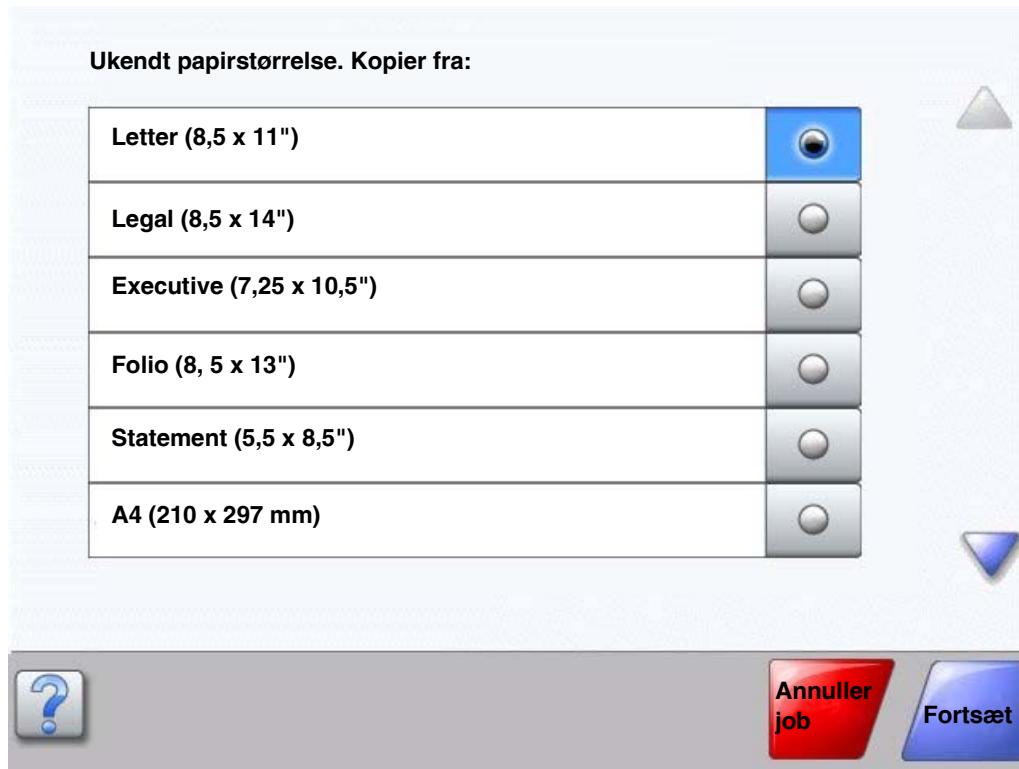 Ukendt papirstørrelse. Kopier fra:
Letter (8,5 x 11")
Legal (8,5 x 14")
Executive (7,25 x 10,5")
Folio (8, 5 x 13")
Statement (5,5 x 8,5")
A4 (210 x 297 mm)
?
Annuller
job
Fortsæt